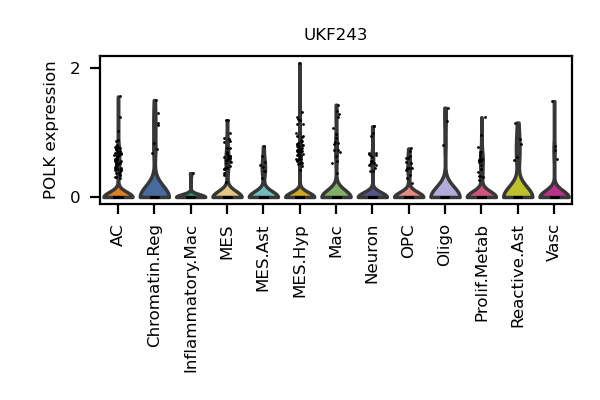 UKF243
POLK expression
2
0
AC
Chromatin.Reg
Inflammatory.Mac
MES
MES.Ast
MES.Hyp
Mac
Neuron
OPC
Oligo
Prolif.Metab
Reactive.Ast
Vasc